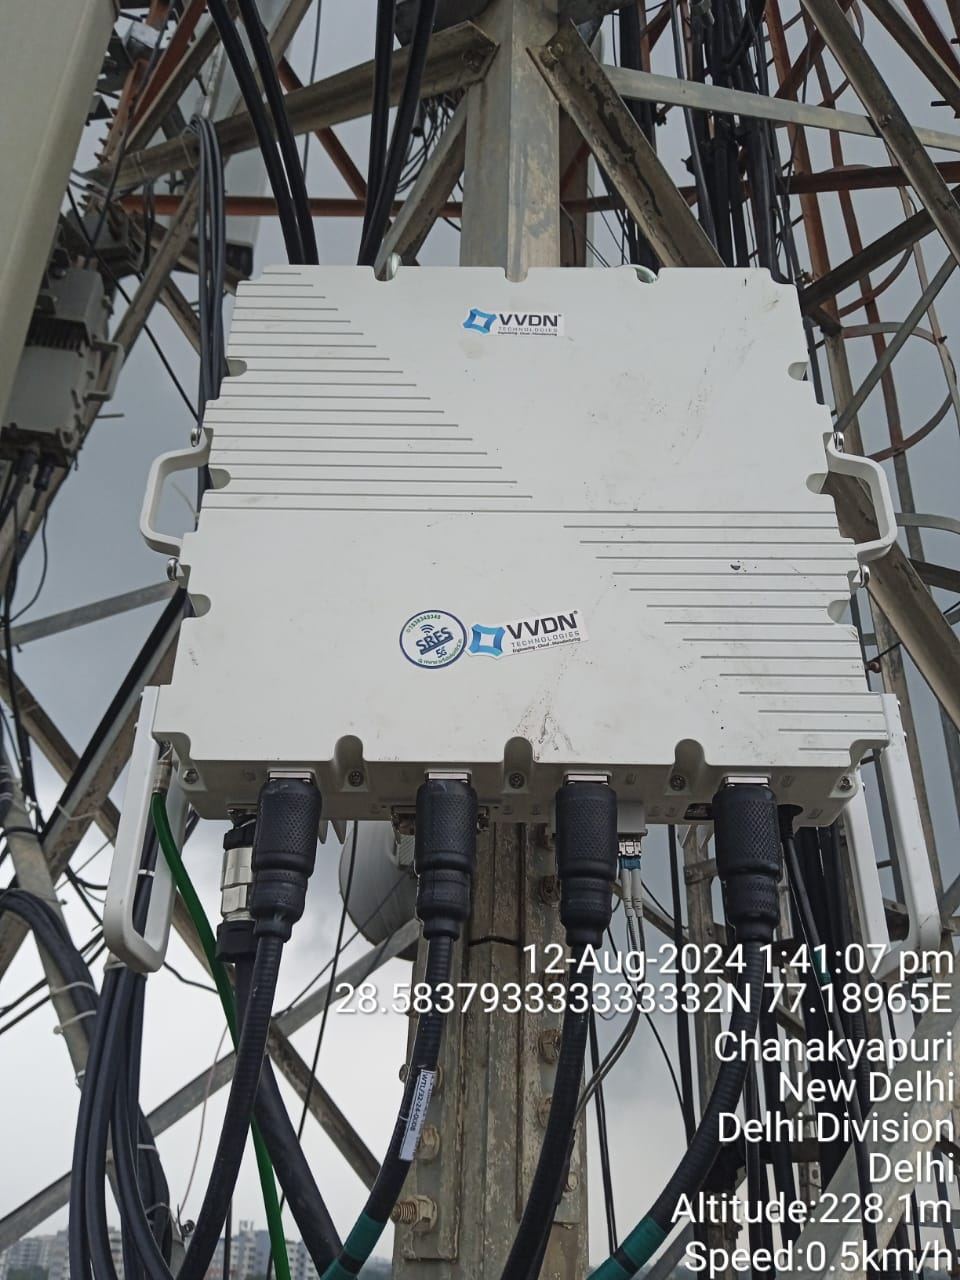 VVDN
TECHNOLOGIES
Engineering - Cloud - Manufacturing
SRES
5G
VVDN®
TECHNOLOGIES
Engineering - Cloud - Manufacturing
12-Aug-2024 1:41:07 pm
28.583793333333332N 77.18965E
Chanakyapuri
New Delhi
Delhi Division
Delhi
Altitude:228.1m
Speed:0.5km/h